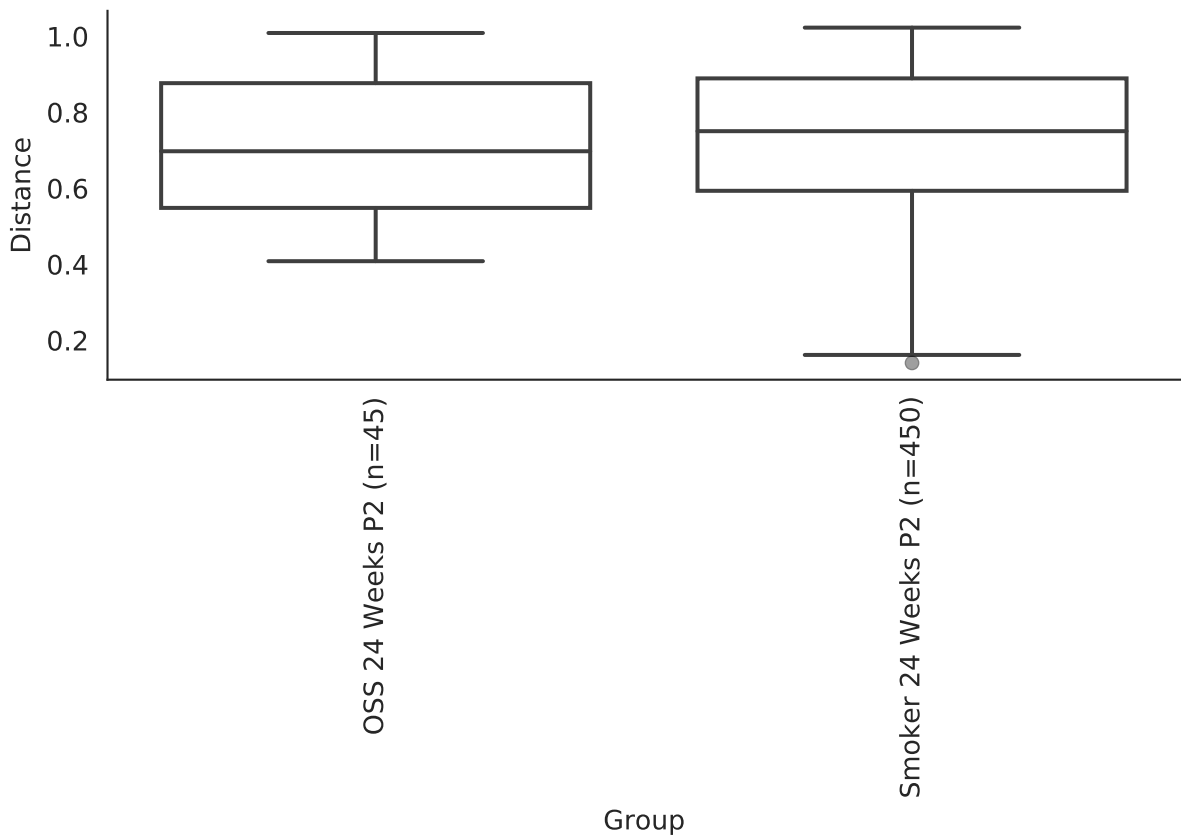 Distance
1.0
0.8
0.6
0.4
0.2
OSS 24 Weeks P2 (n=45)
Smoker 24 Weeks P2 (n=450)
Group